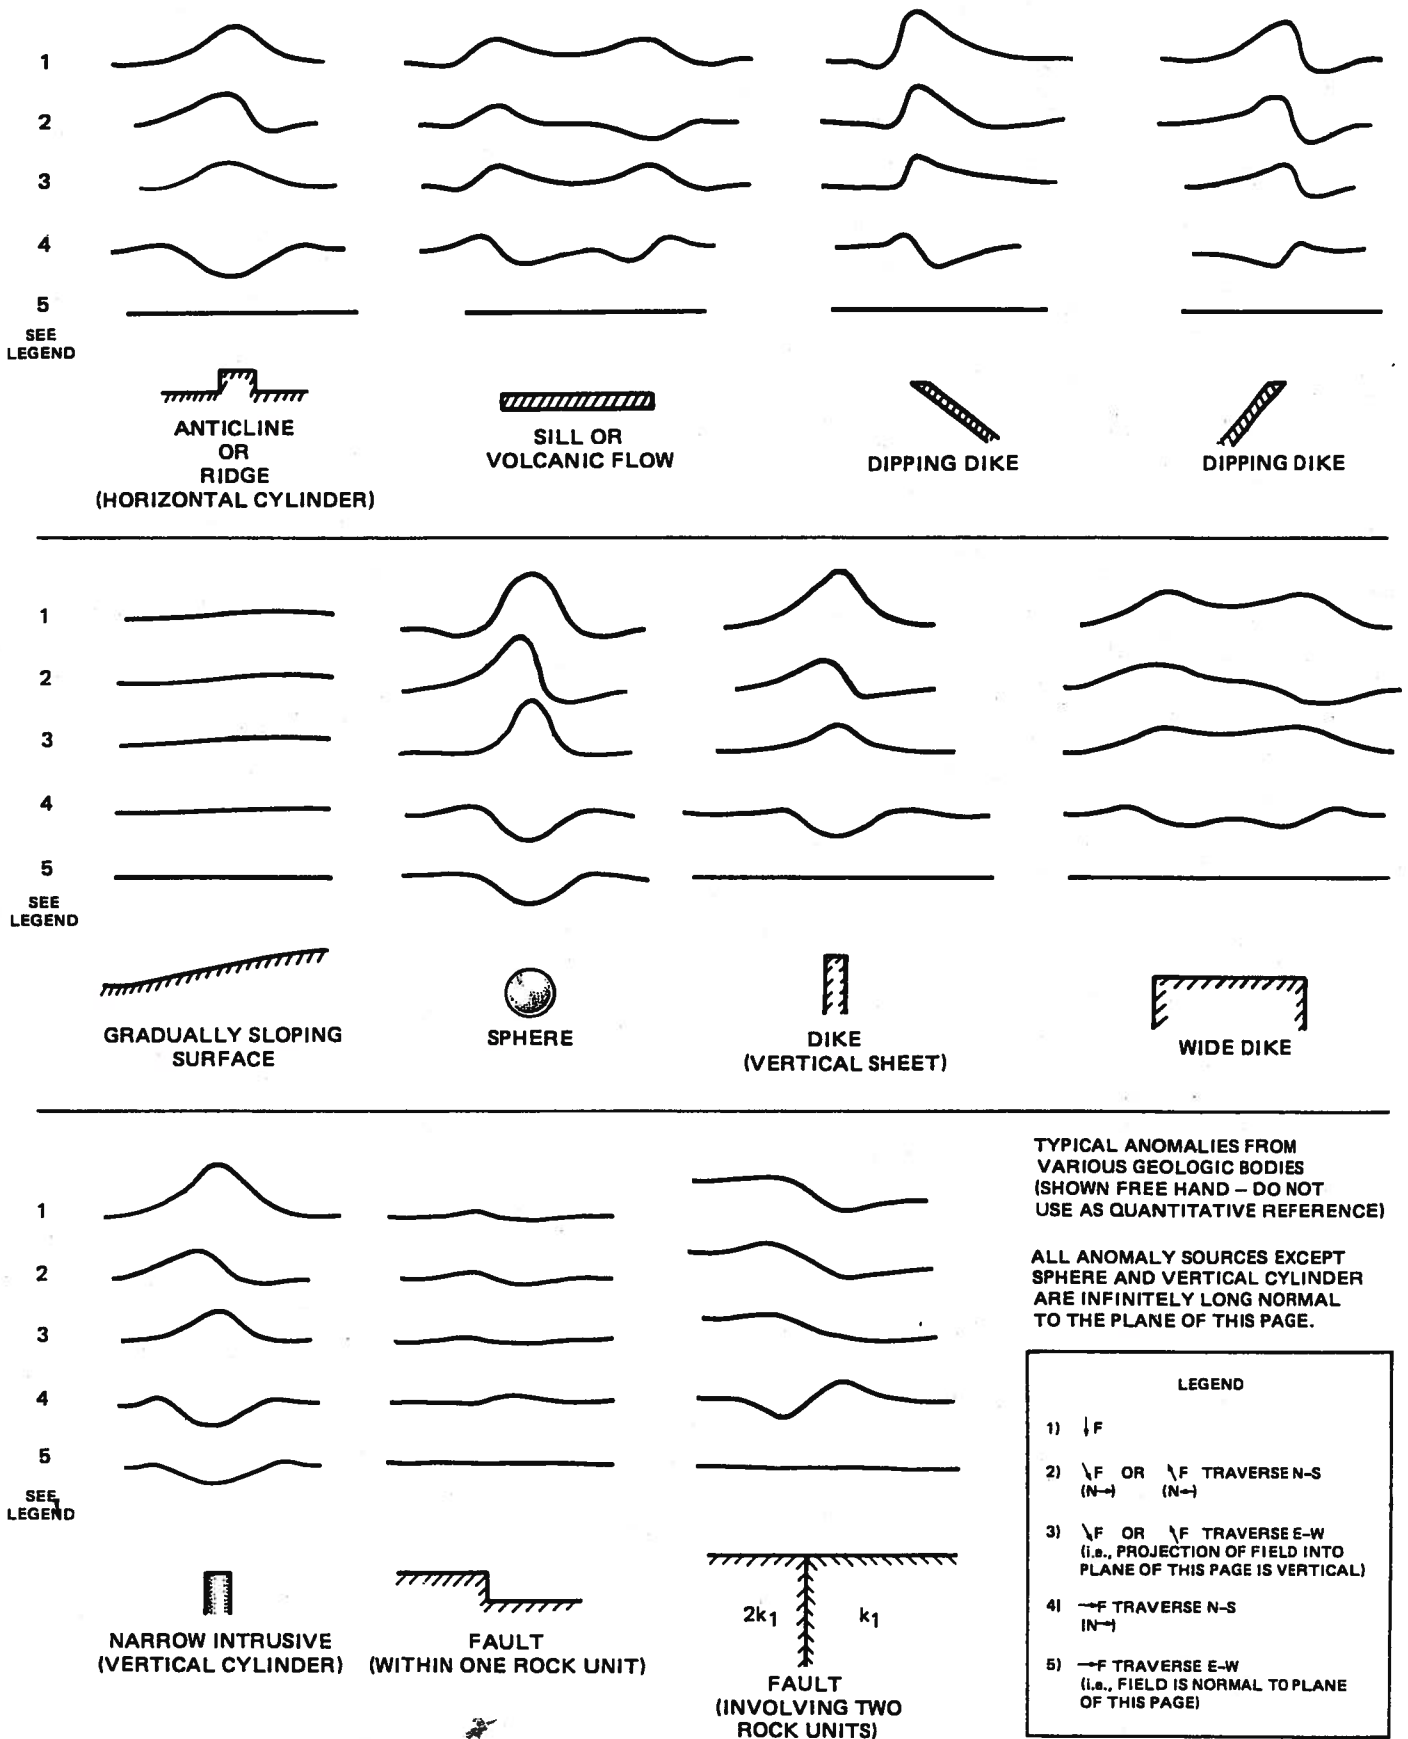 1
2
3
4
5
SEE
LEGEND
ANTICLINE
OR
RIDGE
(HORIZONTAL CYLINDER)
SILL OR
VOLCANIC FLOW
DIPPING DIKE
DIPPING DIKE
1
2
3
4
5
SEE
LEGEND
GRADUALLY SLOPING
SURFACE
SPHERE
DIKE
(VERTICAL SHEET)
WIDE DIKE
1
2
3
4
5
SEE
LEGEND
NARROW INTRUSIVE
(VERTICAL CYLINDER)
FAULT
(WITHIN ONE ROCK UNIT)
2k1
k1
FAULT
(INVOLVING TWO
ROCK UNITS)
TYPICAL ANOMALIES FROM
VARIOUS GEOLOGIC BODIES
(SHOWN FREE HAND – DO NOT
USE AS QUANTITATIVE REFERENCE)
ALL ANOMALY SOURCES EXCEPT
SPHERE AND VERTICAL CYLINDER
ARE INFINITELY LONG NORMAL
TO THE PLANE OF THIS PAGE.
LEGEND
1) ↓F
2) ↘F OR ↖F TRAVERSE N–S
(N→) (N←)
3) ↘F OR ↖F TRAVERSE E–W
(i.e., PROJECTION OF FIELD INTO
PLANE OF THIS PAGE IS VERTICAL)
4) →F TRAVERSE N–S
(N→)
5) →F TRAVERSE E–W
(i.e., FIELD IS NORMAL TO PLANE
OF THIS PAGE)